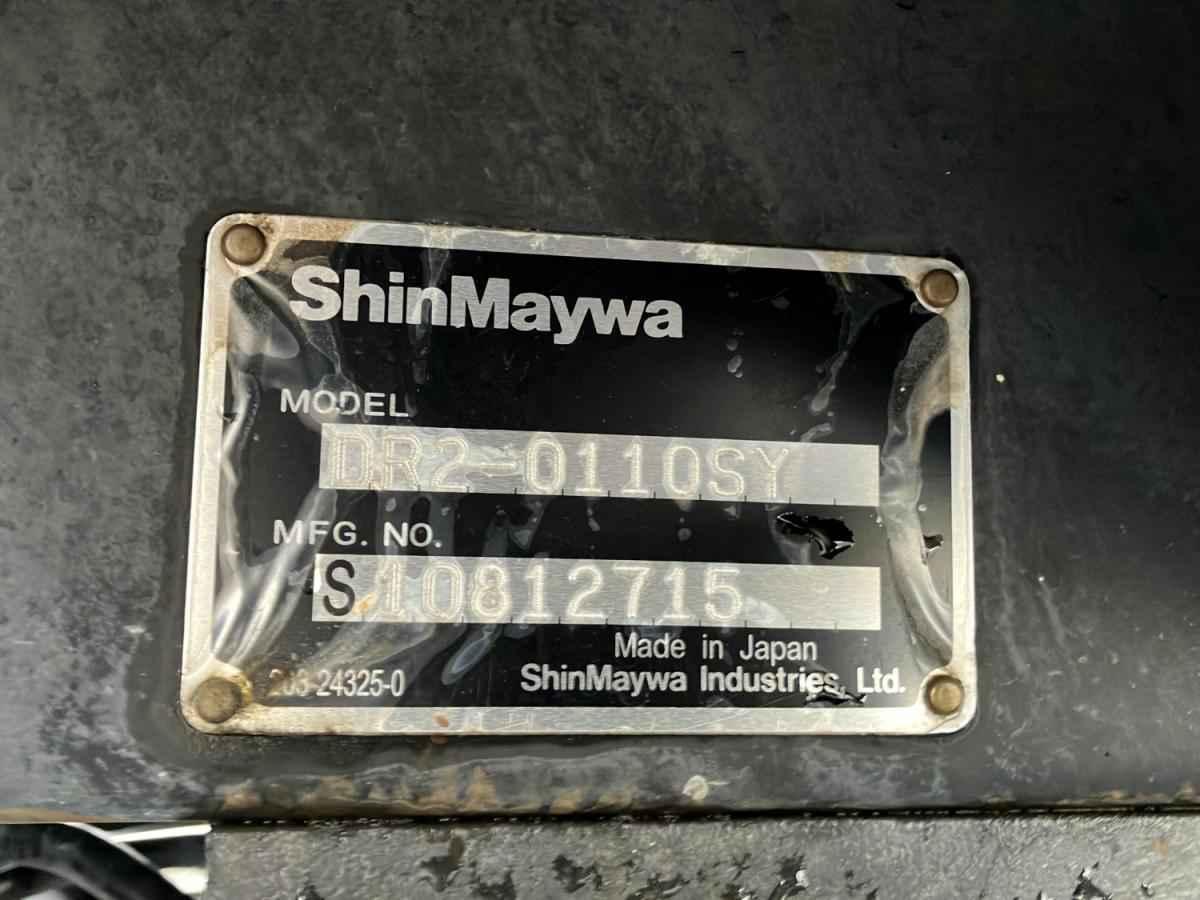 ShinMaywa
MODEL
DR2-0110SY
MFG. NO.
S10812715
Made in Japan
203-24325-0
ShinMaywa Industries, Ltd.